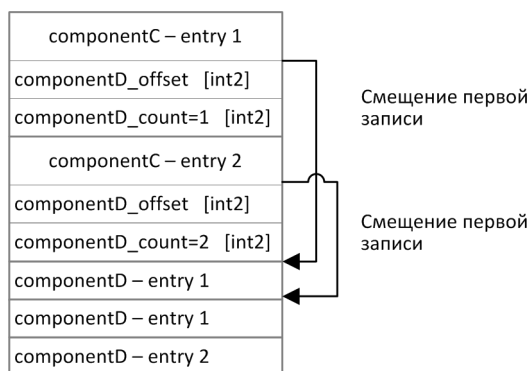 componentC – entry 1
componentD_offset [int2]
componentD_count=1 [int2]
Смещение первой
записи
componentC – entry 2
componentD_offset [int2]
componentD_count=2 [int2]
Смещение первой
записи
componentD – entry 1
componentD – entry 1
componentD – entry 2